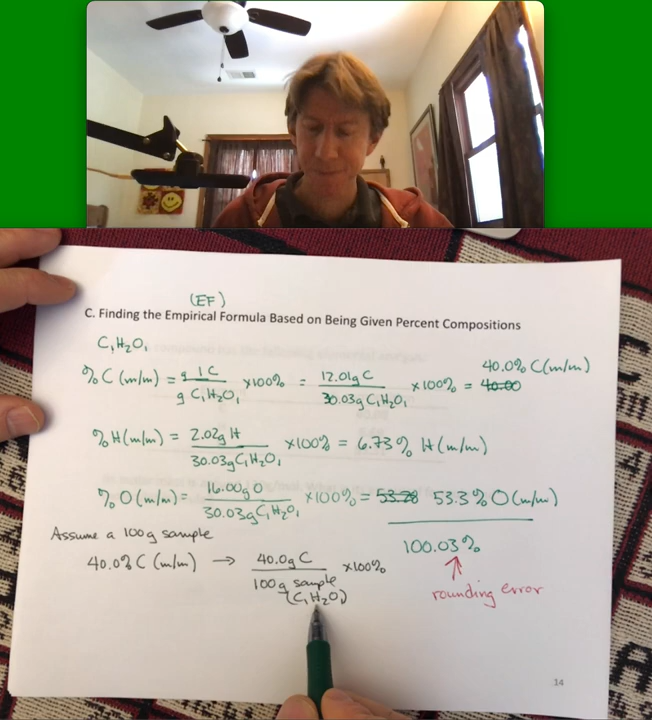 (EF)
C. Finding the Empirical Formula Based on Being Given Percent Compositions
C₁H₂O₁
%C (m/m) = g 1 C / g C₁H₂O₁ ×100% = 12.01g C / 30.03g C₁H₂O₁ ×100% = 40.00 40.0% C(m/m)
%H(m/m) = 2.02g H / 30.03g C₁H₂O₁ ×100% = 6.73% H(m/m)
%O(m/m) = 16.00g O / 30.03g C₁H₂O₁ ×100% = 53.28 53.3% O(m/m)
100.03%
rounding error
Assume a 100g sample
40.0% C (m/m) → 40.0g C / 100g sample (C₁H₂O₁) ×100%
14